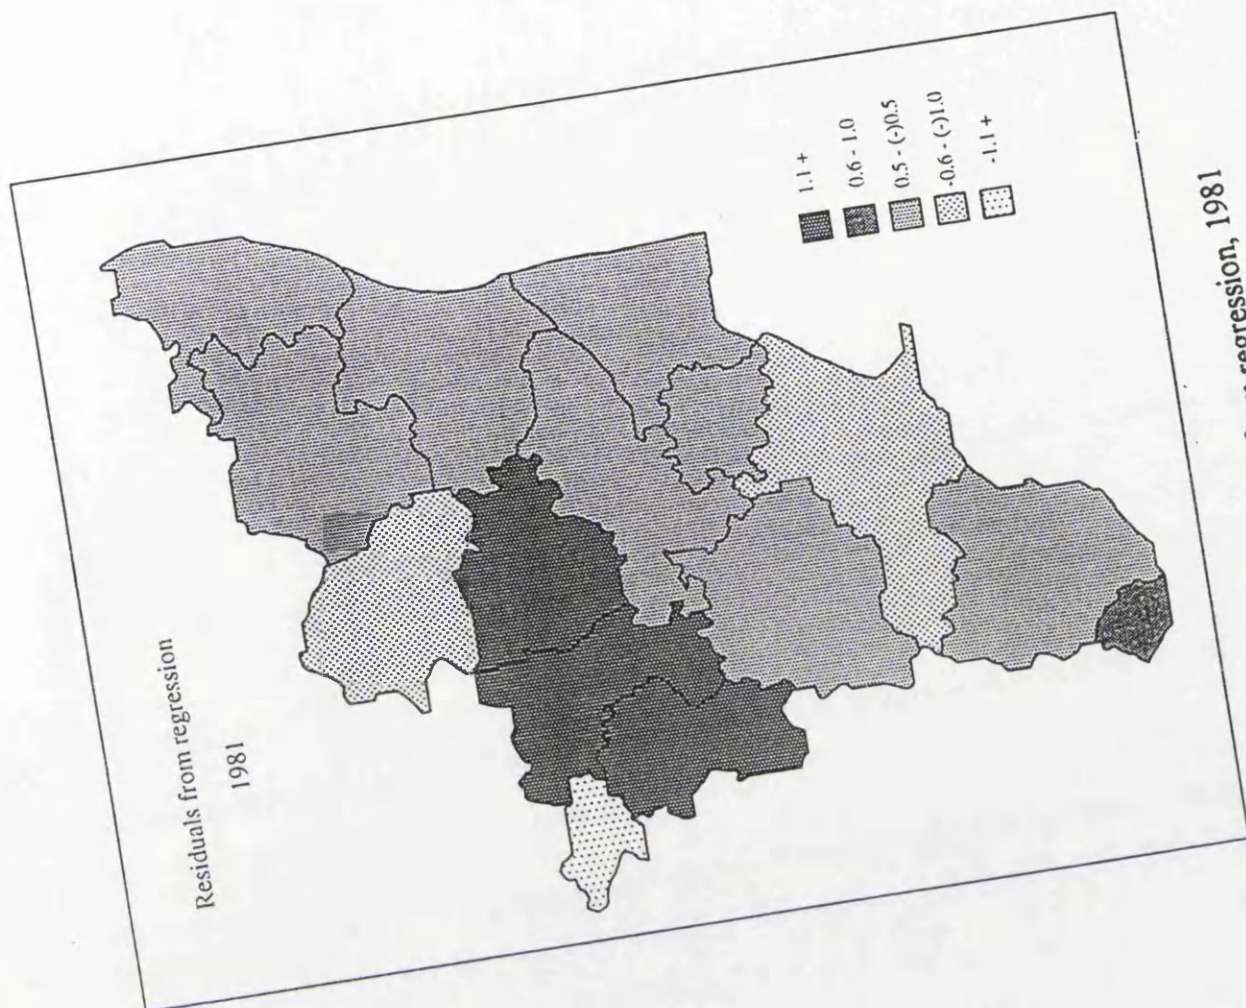 Residuals from regression
1981
1.1 +
0.6 - 1.0
0.5 - (-)0.5
-0.6 - (-)1.0
-1.1 +
regression, 1981